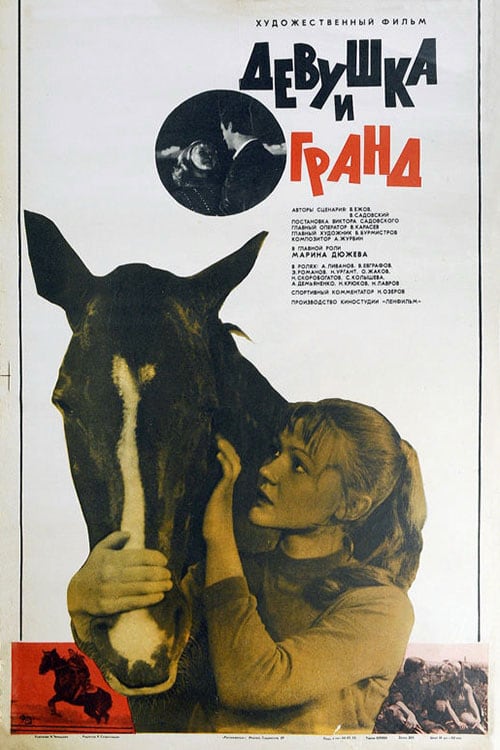 ХУДОЖЕСТВЕННЫЙ ФИЛЬМ
ДЕВУШКА
И
ГРАНД
АВТОРЫ СЦЕНАРИЯ: В.ЕЖОВ,
В.САДОВСКИЙ
ПОСТАНОВКА ВИКТОРА САДОВСКОГО
ГЛАВНЫЙ ОПЕРАТОР В.КАРАСЕВ
ГЛАВНЫЙ ХУДОЖНИК Б.БУРМИСТРОВ
КОМПОЗИТОР А.ЖУРБИН
В ГЛАВНОЙ РОЛИ
МАРИНА ДЮЖЕВА
В РОЛЯХ: А.ЛИВАНОВ, В.ЕВГРАФОВ,
Э.РОМАНОВ, Н.УРГАНТ, О.ЖАКОВ,
Н.СКОРОБОГАТОВ, С.КОЛЫШЕВА,
А.ДЕМЬЯНЕНКО, Н.КРЮКОВ, Н.ЛАВРОВ
СПОРТИВНЫЙ КОММЕНТАТОР Н.ОЗЕРОВ
ПРОИЗВОДСТВО КИНОСТУДИИ "ЛЕНФИЛЬМ"